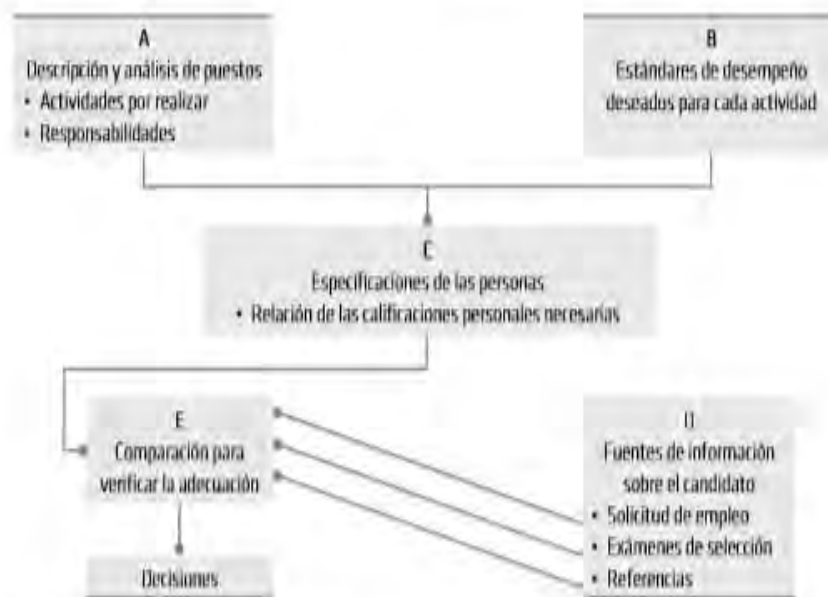 A
Descripción y análisis de puestos
• Actividades por realizar
• Responsabilidades
B
Estándares de desempeño
deseados para cada actividad
C
Especificaciones de las personas
• Relación de las calificaciones personales necesarias
E
Comparación para
verificar la adecuación
D
Fuentes de información
sobre el candidato
• Solicitud de empleo
• Exámenes de selección
• Referencias
Decisiones